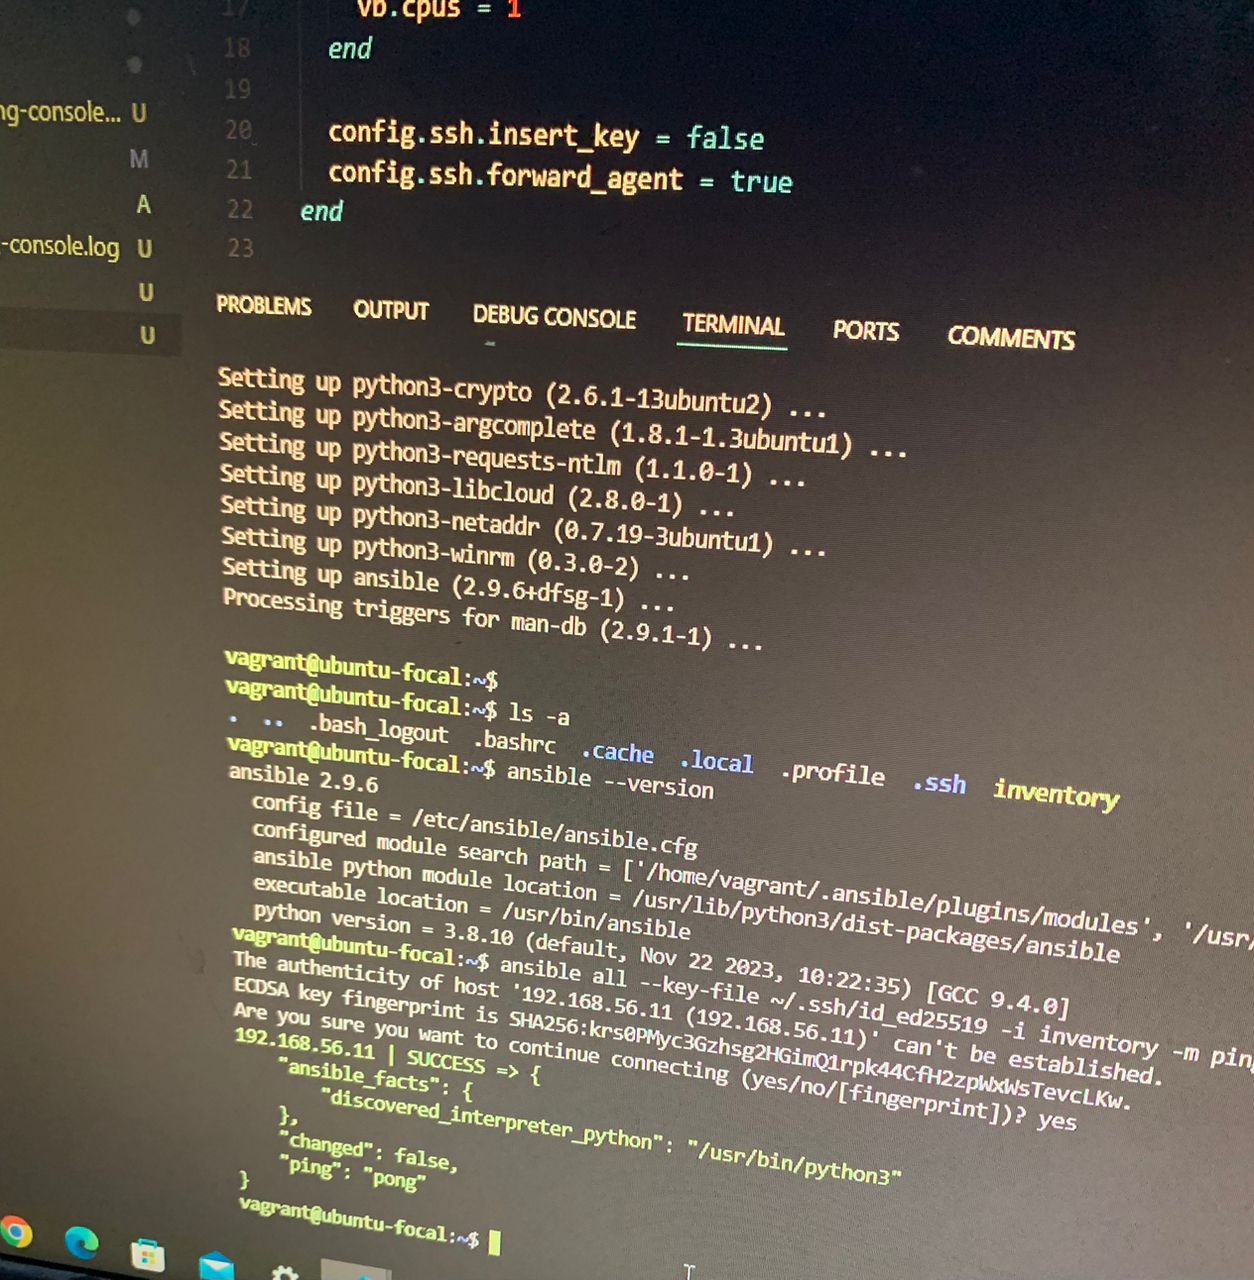 17 vb.cpus = 1
18 end
19
ng-console... U
20 config.ssh.insert_key = false
M
21 config.ssh.forward_agent = true
A
22 end
-console.log U
23
U
U
PROBLEMS OUTPUT DEBUG CONSOLE TERMINAL PORTS COMMENTS
Setting up python3-crypto (2.6.1-13ubuntu2) ...
Setting up python3-argcomplete (1.8.1-1.3ubuntu1) ...
Setting up python3-requests-ntlm (1.1.0-1) ...
Setting up python3-libcloud (2.8.0-1) ...
Setting up python3-netaddr (0.7.19-3ubuntu1) ...
Setting up python3-winrm (0.3.0-2) ...
Setting up ansible (2.9.6+dfsg-1) ...
Processing triggers for man-db (2.9.1-1) ...
vagrant@ubuntu-focal:~$
vagrant@ubuntu-focal:~$ ls -a
. .. .bash_logout .bashrc .cache .local .profile .ssh inventory
vagrant@ubuntu-focal:~$ ansible --version
ansible 2.9.6
config file = /etc/ansible/ansible.cfg
configured module search path = ['/home/vagrant/.ansible/plugins/modules', '/usr/
ansible python module location = /usr/lib/python3/dist-packages/ansible
executable location = /usr/bin/ansible
python version = 3.8.10 (default, Nov 22 2023, 10:22:35) [GCC 9.4.0]
vagrant@ubuntu-focal:~$ ansible all --key-file ~/.ssh/id_ed25519 -i inventory -m ping
The authenticity of host '192.168.56.11 (192.168.56.11)' can't be established.
ECDSA key fingerprint is SHA256:krs0PMyc3Gzhsg2HGimQ1rpk44CfH2zpWxWsTevcLKw.
Are you sure you want to continue connecting (yes/no/[fingerprint])? yes
192.168.56.11 | SUCCESS => {
"ansible_facts": {
"discovered_interpreter_python": "/usr/bin/python3"
},
"changed": false,
"ping": "pong"
}
vagrant@ubuntu-focal:~$